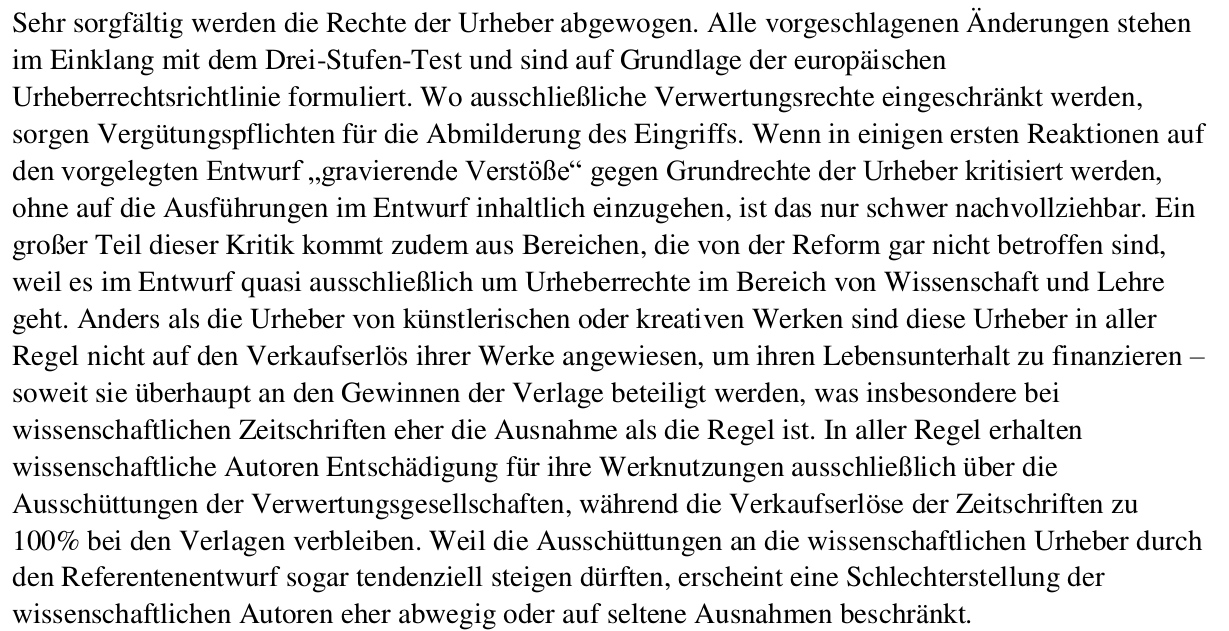 Sehr sorgfältig werden die Rechte der Urheber abgewogen. Alle vorgeschlagenen Änderungen stehen
im Einklang mit dem Drei-Stufen-Test und sind auf Grundlage der europäischen
Urheberrechtsrichtlinie formuliert. Wo ausschließliche Verwertungsrechte eingeschränkt werden,
sorgen Vergütungspflichten für die Abmilderung des Eingriffs. Wenn in einigen ersten Reaktionen auf
den vorgelegten Entwurf „gravierende Verstöße“ gegen Grundrechte der Urheber kritisiert werden,
ohne auf die Ausführungen im Entwurf inhaltlich einzugehen, ist das nur schwer nachvollziehbar. Ein
großer Teil dieser Kritik kommt zudem aus Bereichen, die von der Reform gar nicht betroffen sind,
weil es im Entwurf quasi ausschließlich um Urheberrechte im Bereich von Wissenschaft und Lehre
geht. Anders als die Urheber von künstlerischen oder kreativen Werken sind diese Urheber in aller
Regel nicht auf den Verkaufserlös ihrer Werke angewiesen, um ihren Lebensunterhalt zu finanzieren –
soweit sie überhaupt an den Gewinnen der Verlage beteiligt werden, was insbesondere bei
wissenschaftlichen Zeitschriften eher die Ausnahme als die Regel ist. In aller Regel erhalten
wissenschaftliche Autoren Entschädigung für ihre Werknutzungen ausschließlich über die
Ausschüttungen der Verwertungsgesellschaften, während die Verkaufserlöse der Zeitschriften zu
100% bei den Verlagen verbleiben. Weil die Ausschüttungen an die wissenschaftlichen Urheber durch
den Referentenentwurf sogar tendenziell steigen dürften, erscheint eine Schlechterstellung der
wissenschaftlichen Autoren eher abwegig oder auf seltene Ausnahmen beschränkt.